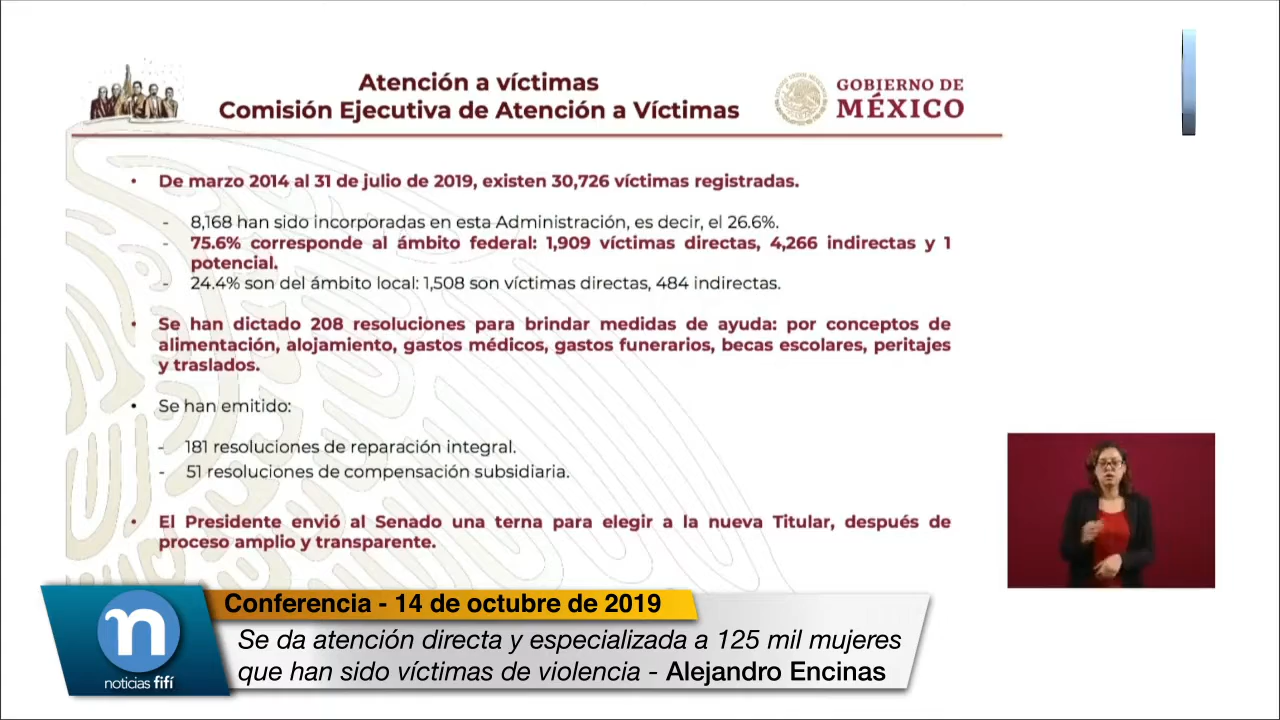 Atención a víctimas
Comisión Ejecutiva de Atención a Víctimas
GOBIERNO DE
MÉXICO
• De marzo 2014 al 31 de julio de 2019, existen 30,726 víctimas registradas.
- 8,168 han sido incorporadas en esta Administración, es decir, el 26.6%.
- 75.6% corresponde al ámbito federal: 1,909 víctimas directas, 4,266 indirectas y 1
potencial.
- 24.4% son del ámbito local: 1,508 son víctimas directas, 484 indirectas.
• Se han dictado 208 resoluciones para brindar medidas de ayuda: por conceptos de
alimentación, alojamiento, gastos médicos, gastos funerarios, becas escolares, peritajes
y traslados.
• Se han emitido:
- 181 resoluciones de reparación integral.
- 51 resoluciones de compensación subsidiaria.
• El Presidente envió al Senado una terna para elegir a la nueva Titular, después de
proceso amplio y transparente.
Conferencia - 14 de octubre de 2019
Se da atención directa y especializada a 125 mil mujeres
que han sido víctimas de violencia - Alejandro Encinas
n
noticias fifí